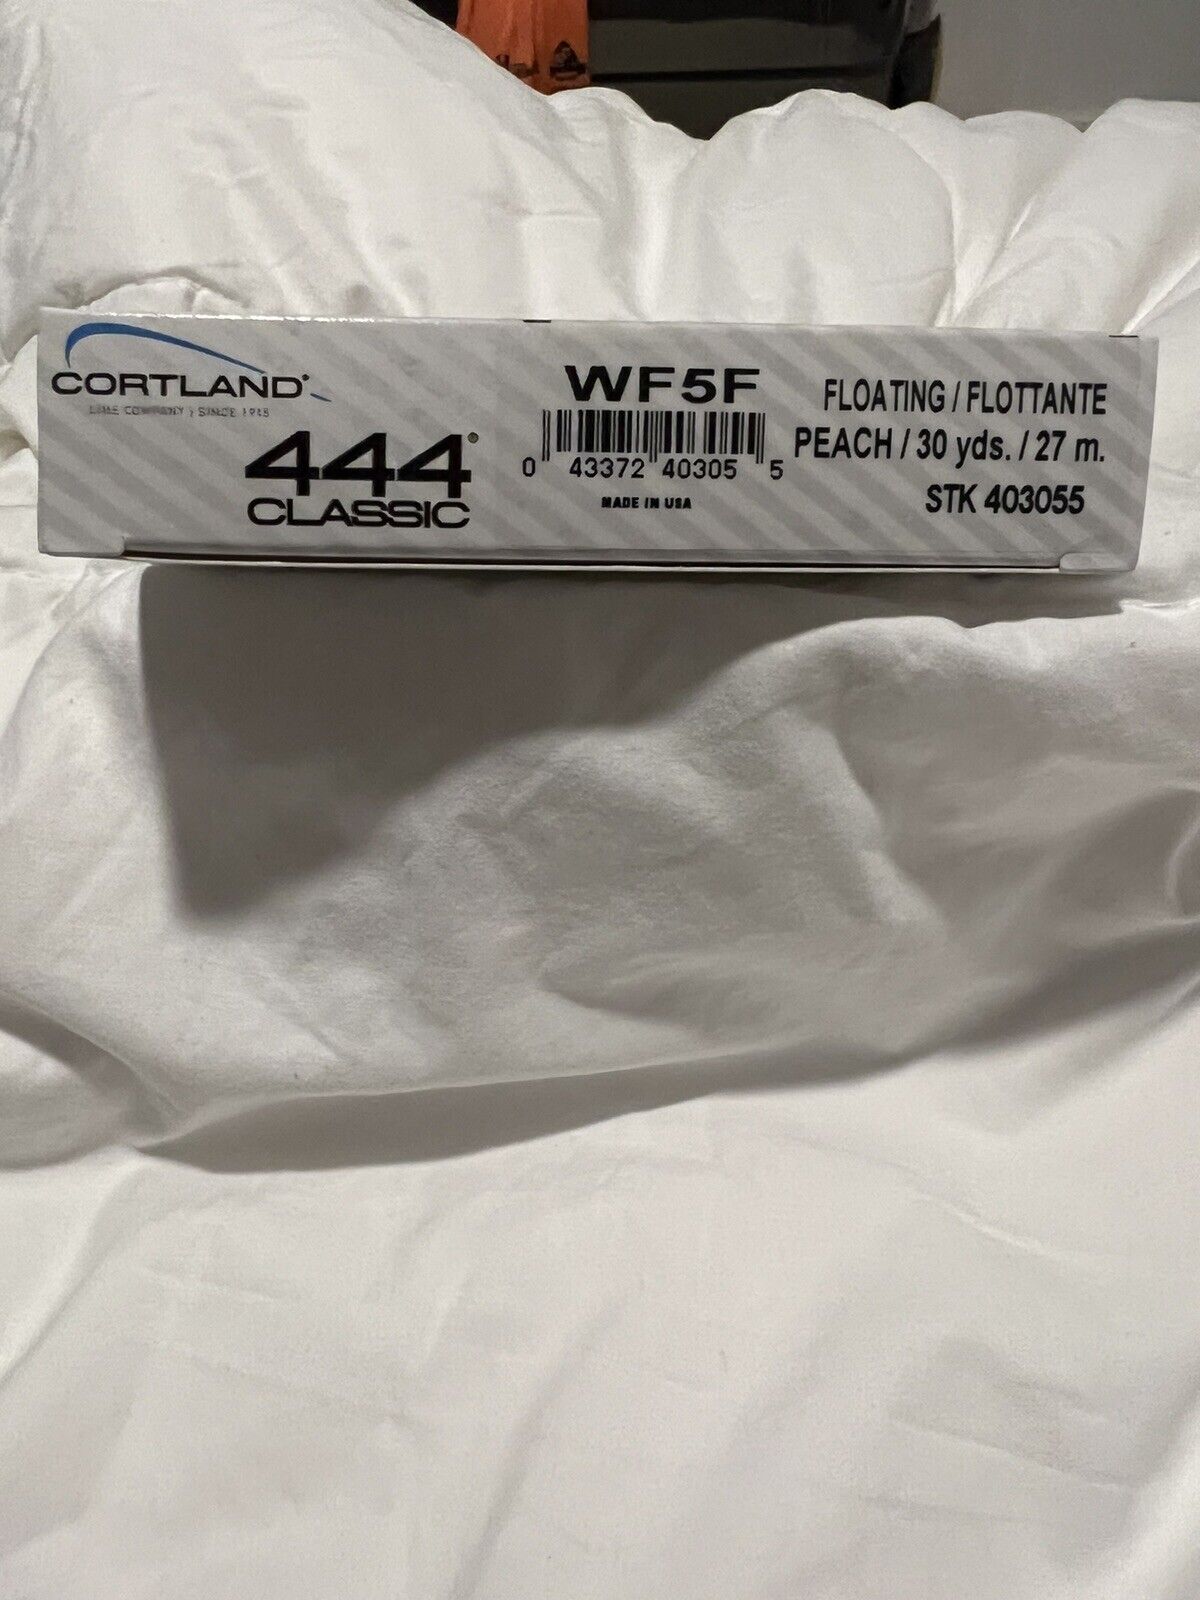 CORTLAND®
LINE COMPANY | SINCE 1915
444®
CLASSIC
WF5F
0 43372 40305 5
MADE IN USA
FLOATING / FLOTTANTE
PEACH / 30 yds. / 27 m.
STK 403055